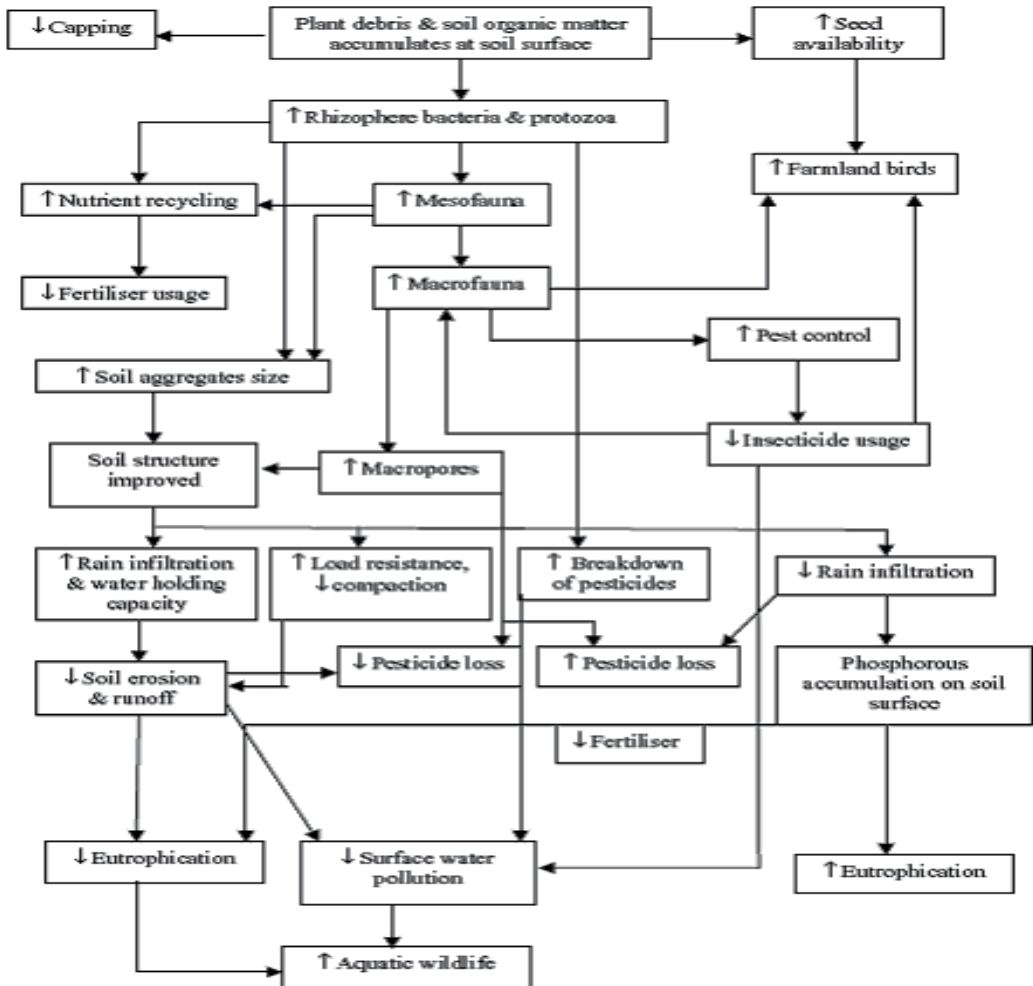 ↓Capping
Plant debris & soil organic matter
accumulates at soil surface
↑Seed
availability
↑Rhizophere bacteria & protozoa
↑Farmland birds
↑Nutrient recycling
↑Mesofauna
↓Fertiliser usage
↑Macrofauna
↑Pest control
↑Soil aggregates size
↓Insecticide usage
Soil structure
improved
↑Macropores
↑Rain infiltration
& water holding
capacity
↑Load resistance,
↓compaction
↑ Breakdown
of pesticides
↓Rain infiltration
↓Soil erosion
& runoff
↓Pesticide loss
↑Pesticide loss
Phosphorous
accumulation on soil
surface
↓Fertiliser
↓Eutrophication
↓Surface water
pollution
↑Eutrophication
↑Aquatic wildlife